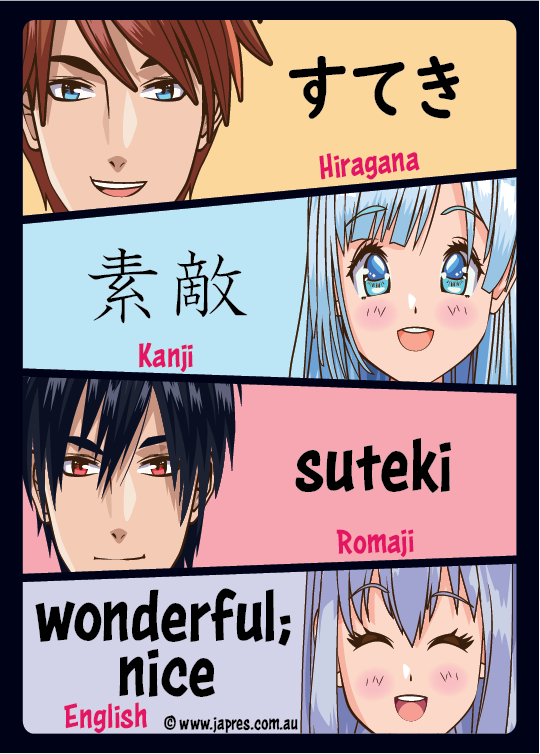 すてき
Hiragana
素敵
Kanji
suteki
Romaji
wonderful;
nice
English
© www.japres.com.au